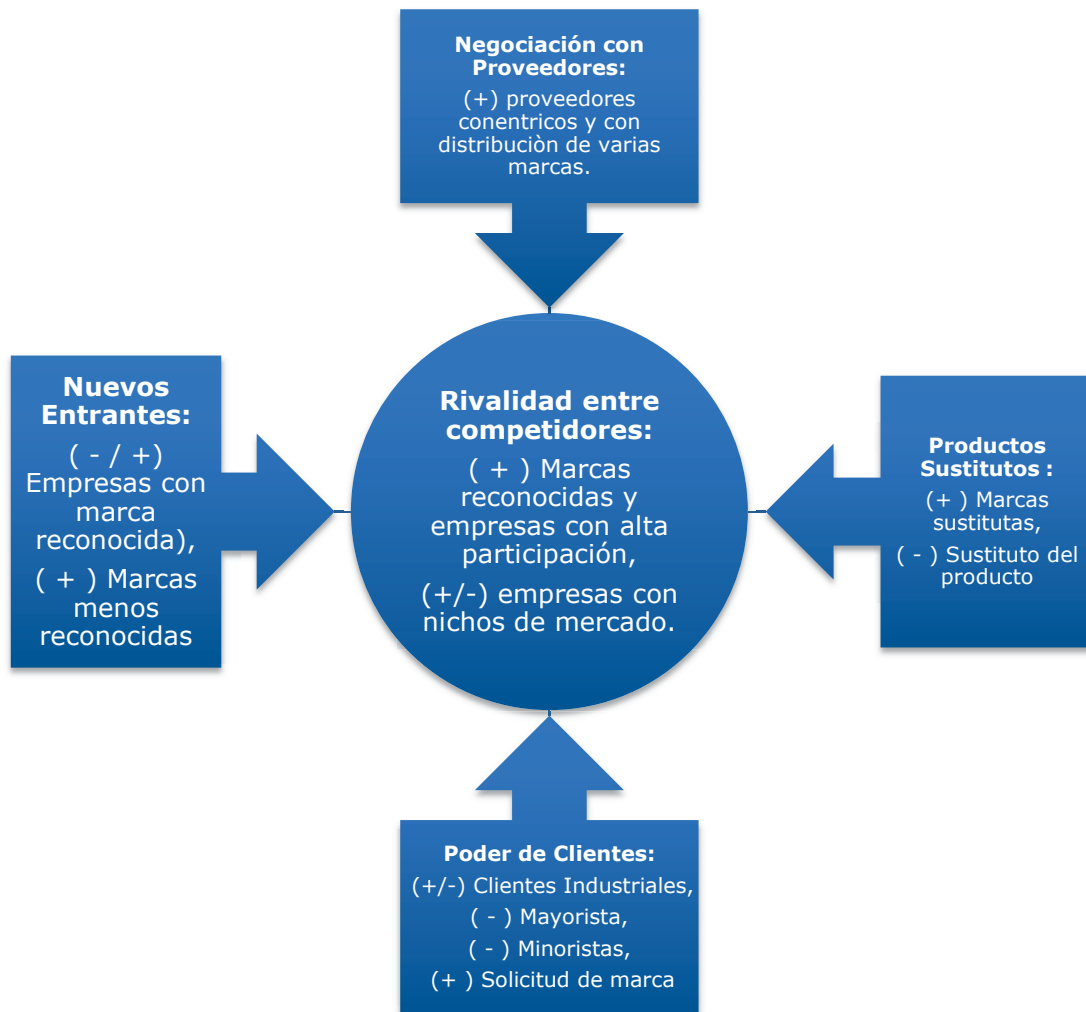 Negociación con
Proveedores:
(+) proveedores
conentricos y con
distribuciòn de varias
marcas.
Nuevos
Entrantes:
( - / +)
Empresas con
marca
reconocida),
( + ) Marcas
menos
reconocidas
Rivalidad entre
competidores:
( + ) Marcas
reconocidas y
empresas con alta
participación,
(+/-) empresas con
nichos de mercado.
Productos
Sustitutos :
(+ ) Marcas
sustitutas,
( - ) Sustituto del
producto
Poder de Clientes:
(+/-) Clientes Industriales,
( - ) Mayorista,
( - ) Minoristas,
(+ ) Solicitud de marca